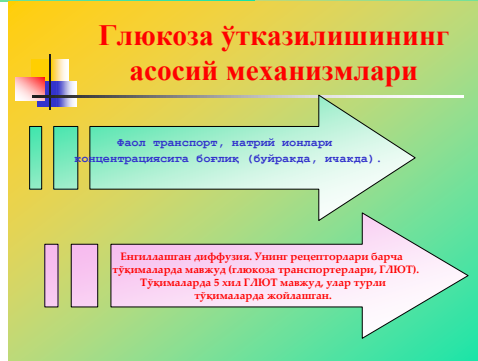 Глюкоза ўтказилишининг
асосий механизмлари
Фаол транспорт, натрий ионлари
концентрациясига боғлиқ (буйракда, ичакда).
Енгиллашган диффузия. Унинг рецепторлари барча
тўқималарда мавжуд (глюкоза транспортерлари, ГЛЮТ).
Тўқималарда 5 хил ГЛЮТ мавжуд, улар турли
тўқималарда жойлашган.